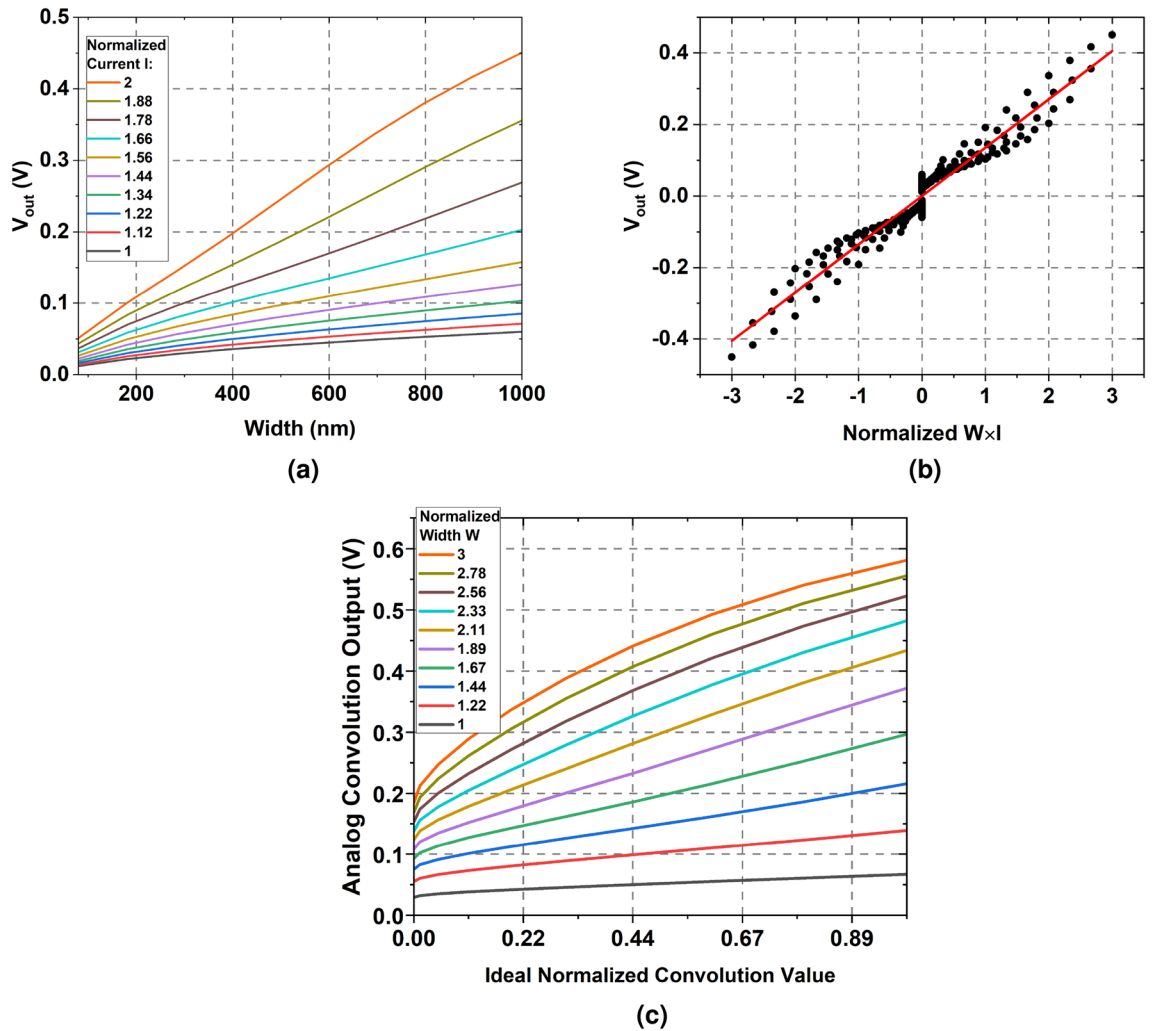 0.5
0.4
0.3
0.2
0.1
0.0
V_out (V)
Normalized
Current I:
2
1.88
1.78
1.66
1.56
1.44
1.34
1.22
1.12
1
200 400 600 800 1000
Width (nm)
(a)
0.4
0.2
0.0
-0.2
-0.4
V_out (V)
-3 -2 -1 0 1 2 3
Normalized W×I
(b)
0.6
0.5
0.4
0.3
0.2
0.1
0.0
Analog Convolution Output (V)
Normalized
Width W
3
2.78
2.56
2.33
2.11
1.89
1.67
1.44
1.22
1
0.00 0.22 0.44 0.67 0.89
Ideal Normalized Convolution Value
(c)